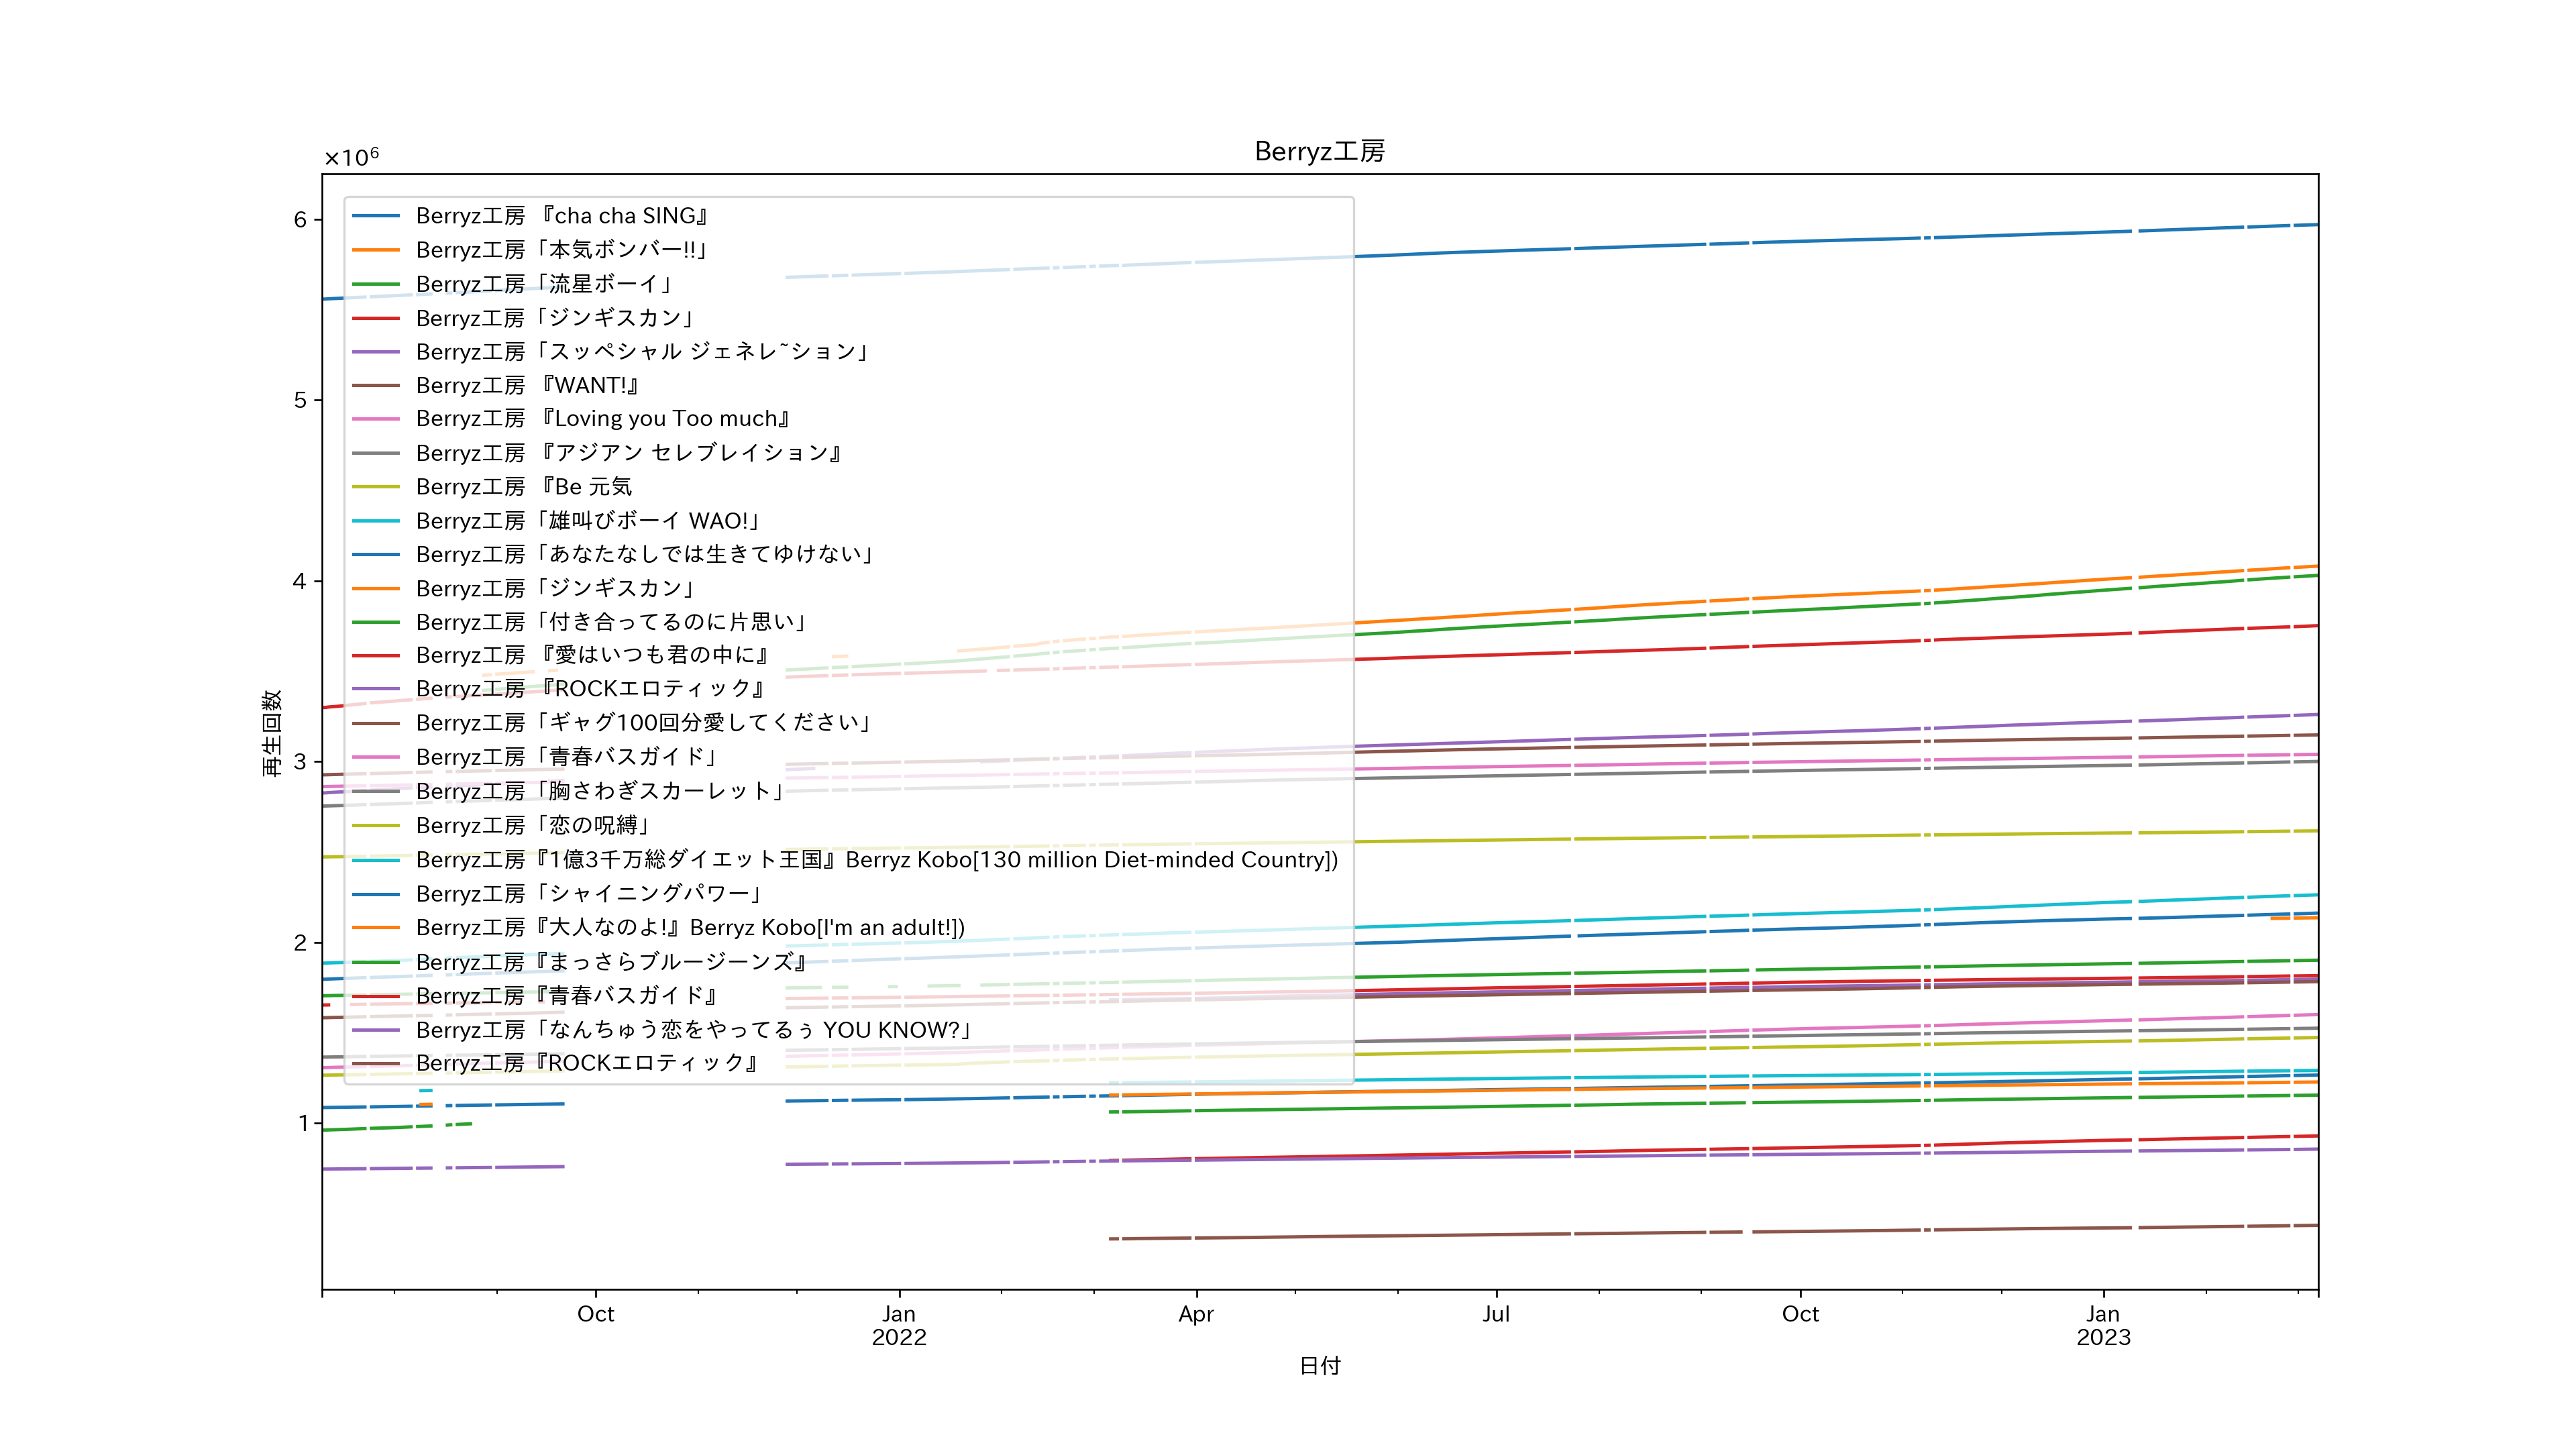 Berryz工房
×10⁶
6
5
4
3
2
1
再生回数
Berryz工房 『cha cha SING』
Berryz工房「本気ボンバー!!」
Berryz工房「流星ボーイ」
Berryz工房「ジンギスカン」
Berryz工房「スッペシャル ジェネレ~ション」
Berryz工房 『WANT!』
Berryz工房 『Loving you Too much』
Berryz工房 『アジアン セレブレイション』
Berryz工房 『Be 元気
Berryz工房「雄叫びボーイ WAO!」
Berryz工房「あなたなしでは生きてゆけない」
Berryz工房「ジンギスカン」
Berryz工房「付き合ってるのに片思い」
Berryz工房 『愛はいつも君の中に』
Berryz工房 『ROCKエロティック』
Berryz工房「ギャグ100回分愛してください」
Berryz工房「青春バスガイド」
Berryz工房「胸さわぎスカーレット」
Berryz工房「恋の呪縛」
Berryz工房『1億3千万総ダイエット王国』Berryz Kobo[130 million Diet-minded Country])
Berryz工房「シャイニングパワー」
Berryz工房『大人なのよ!』Berryz Kobo[I'm an adult!])
Berryz工房『まっさらブルージーンズ』
Berryz工房『青春バスガイド』
Berryz工房「なんちゅう恋をやってるぅ YOU KNOW?」
Berryz工房『ROCKエロティック』
Oct Jan Apr Jul Oct Jan
2022 2023
日付